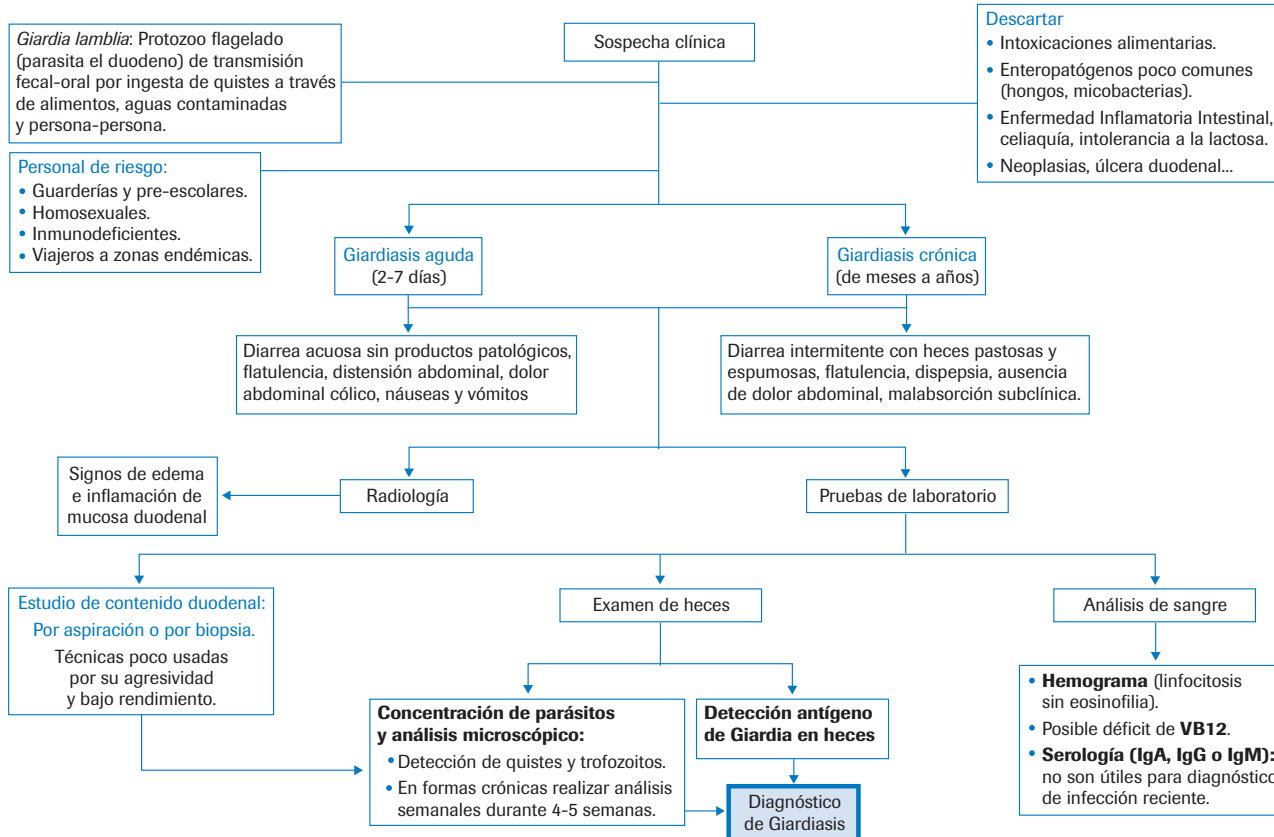 Giardia lamblia: Protozoo flagelado
(parasita el duodeno) de transmisión
fecal-oral por ingesta de quistes a través
de alimentos, aguas contaminadas
y persona-persona.
Sospecha clínica
Descartar
• Intoxicaciones alimentarias.
• Enteropatógenos poco comunes
(hongos, micobacterias).
• Enfermedad Inflamatoria Intestinal,
celiaquía, intolerancia a la lactosa.
• Neoplasias, úlcera duodenal...
Personal de riesgo:
• Guarderías y pre-escolares.
• Homosexuales.
• Inmunodeficientes.
• Viajeros a zonas endémicas.
Giardiasis aguda
(2-7 días)
Giardiasis crónica
(de meses a años)
Diarrea acuosa sin productos patológicos,
flatulencia, distensión abdominal, dolor
abdominal cólico, náuseas y vómitos
Diarrea intermitente con heces pastosas y
espumosas, flatulencia, dispepsia, ausencia
de dolor abdominal, malabsorción subclínica.
Signos de edema
e inflamación de
mucosa duodenal
Radiología
Pruebas de laboratorio
Estudio de contenido duodenal:
Por aspiración o por biopsia.
Técnicas poco usadas
por su agresividad
y bajo rendimiento.
Examen de heces
Análisis de sangre
Concentración de parásitos
y análisis microscópico:
• Detección de quistes y trofozoitos.
• En formas crónicas realizar análisis
semanales durante 4-5 semanas.
Detección antígeno
de Giardia en heces
Diagnóstico
de Giardiasis
• Hemograma (linfocitosis
sin eosinofilia).
• Posible déficit de VB12.
• Serología (IgA, IgG o IgM):
no son útiles para diagnóstico
de infección reciente.